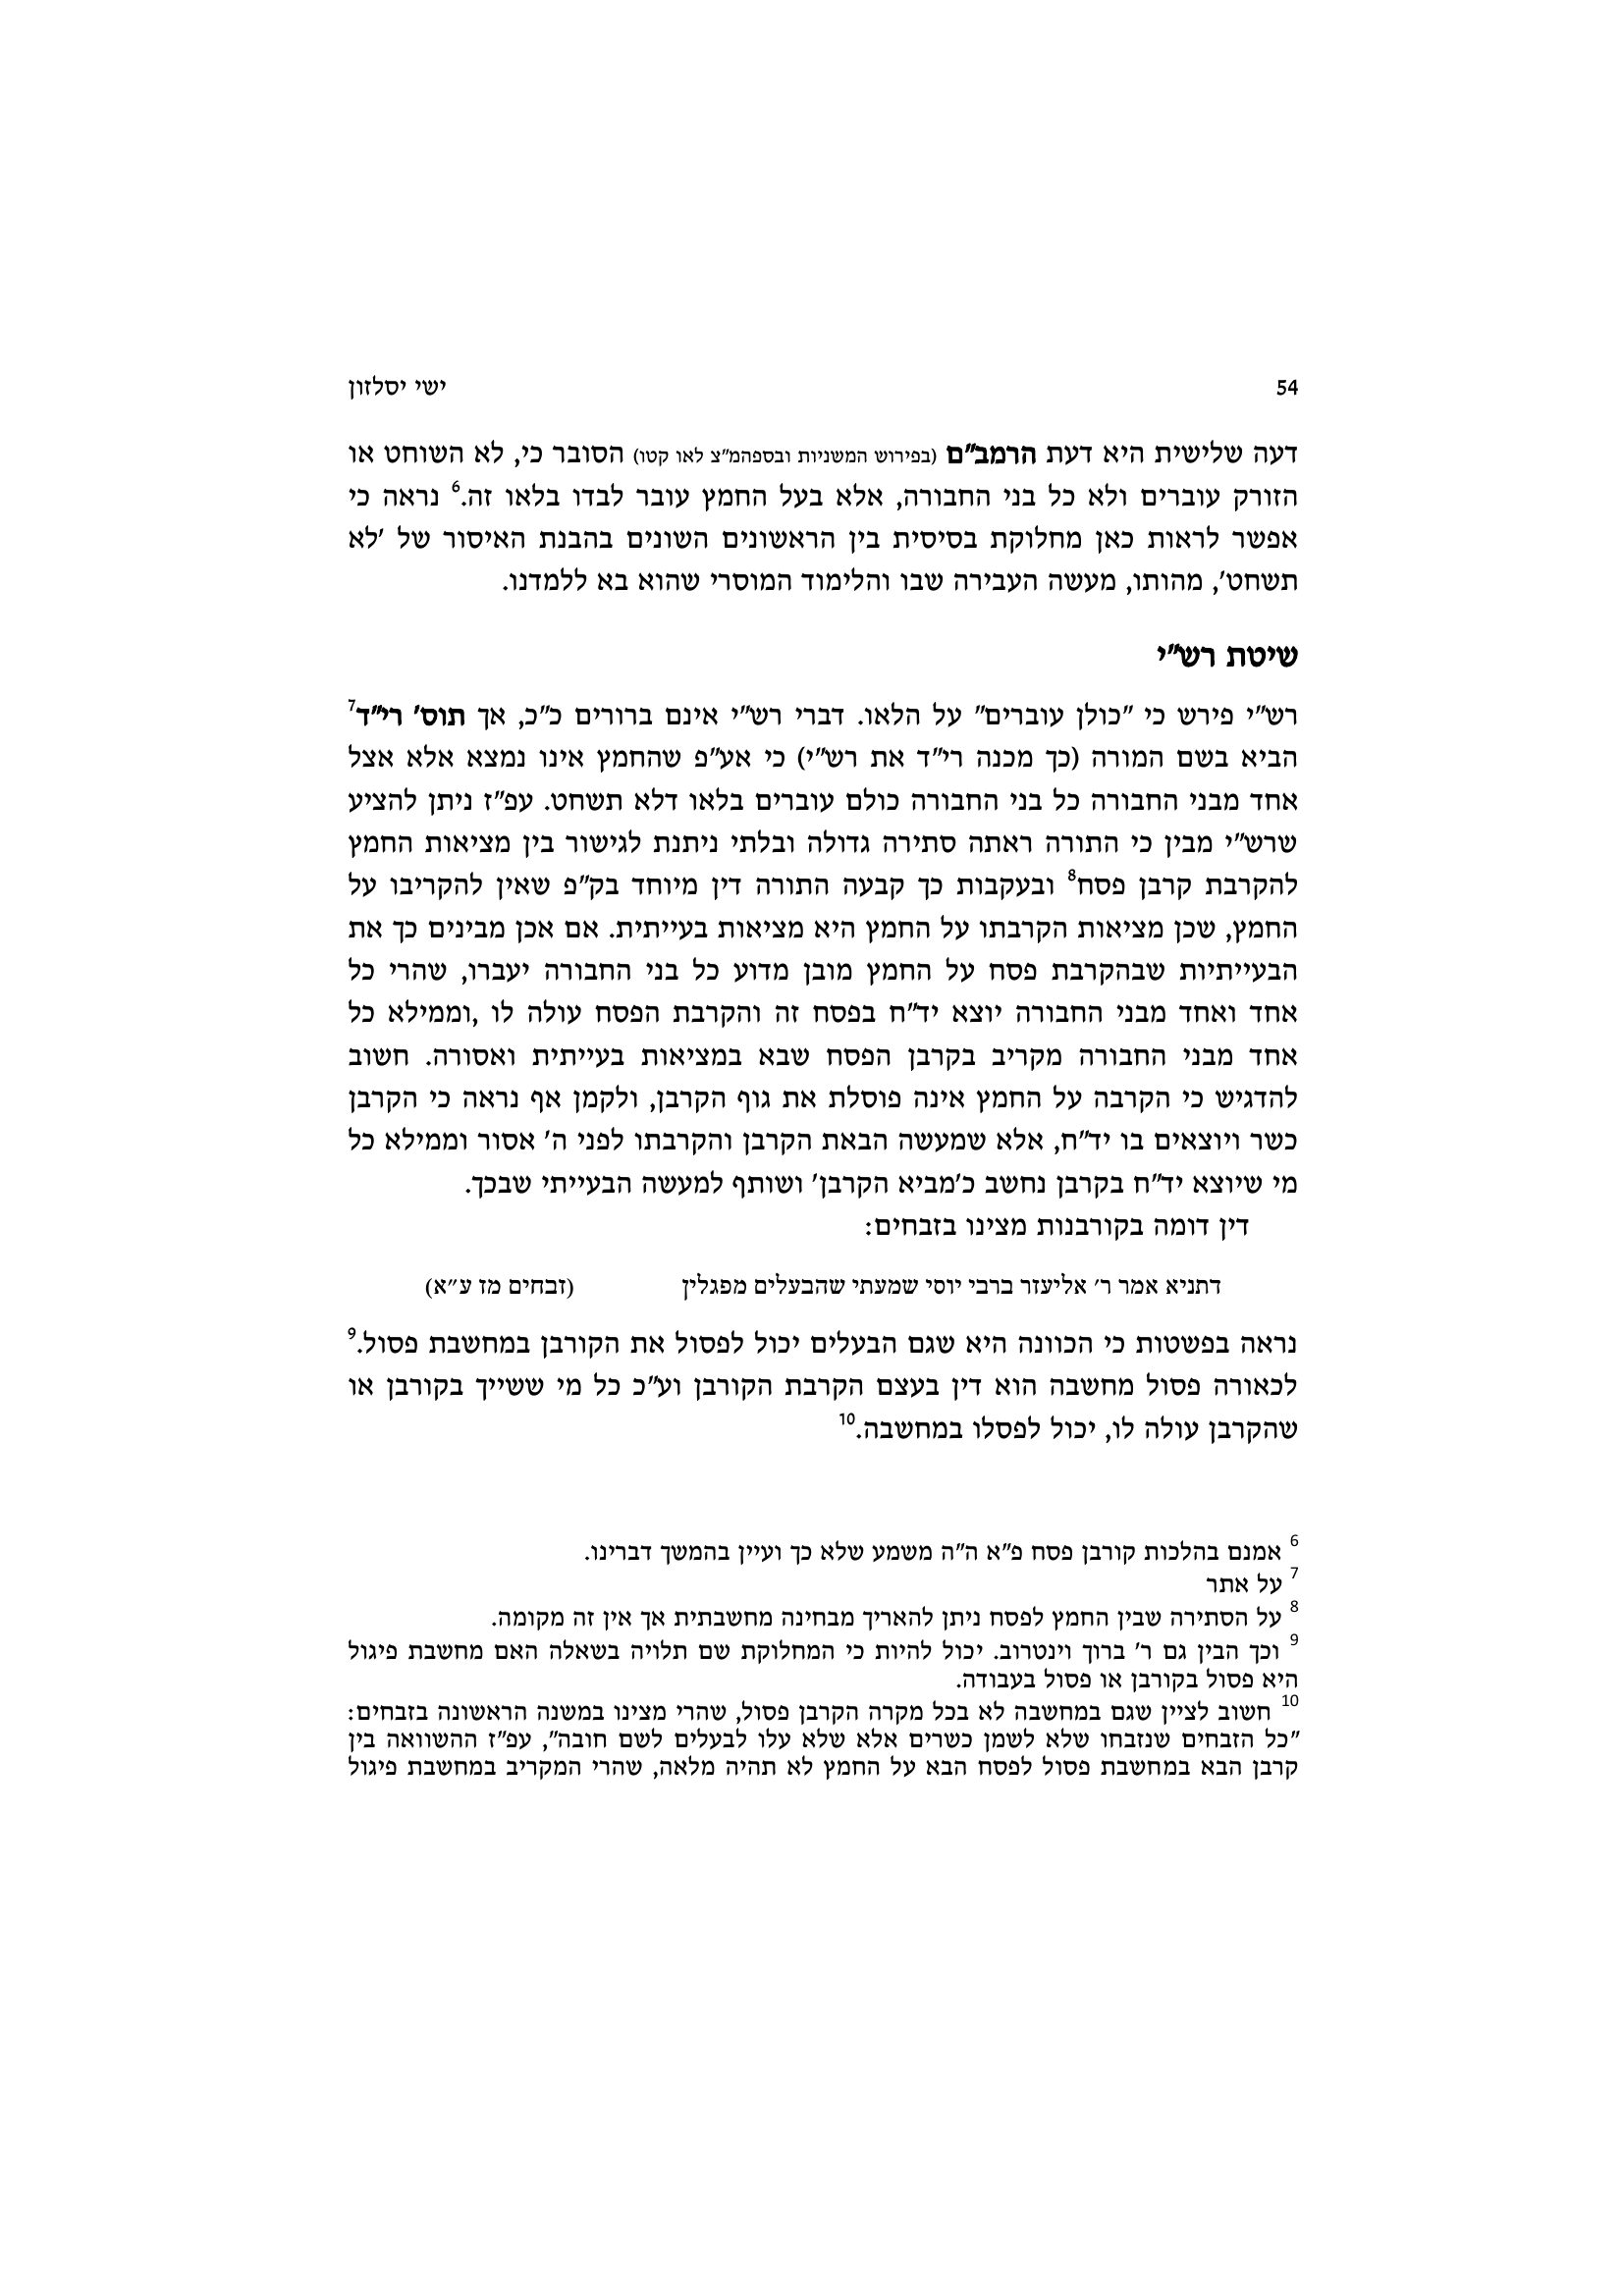 54 ישי יסלזון
דעה שלישית היא דעת הרמב"ם (בפירוש המשניות ובספהמ"צ לאו קטו) הסובר כי, לא השוחט או
הזורק עוברים ולא כל בני החבורה, אלא בעל החמץ עובר לבדו בלאו זה.6 נראה כי
אפשר לראות כאן מחלוקת בסיסית בין הראשונים השונים בהבנת האיסור של 'לא
תשחט', מהותו, מעשה העבירה שבו והלימוד המוסרי שהוא בא ללמדנו.
שיטת רש"י
רש"י פירש כי "כולן עוברים" על הלאו. דברי רש"י אינם ברורים כ"כ, אך תוס' רי"ד7
הביא בשם המורה (כך מכנה רי"ד את רש"י) כי אע"פ שהחמץ אינו נמצא אלא אצל
אחד מבני החבורה כל בני החבורה כולם עוברים בלאו דלא תשחט. עפ"ז ניתן להציע
שרש"י מבין כי התורה ראתה סתירה גדולה ובלתי ניתנת לגישור בין מציאות החמץ
להקרבת קרבן פסח8 ובעקבות כך קבעה התורה דין מיוחד בק"פ שאין להקריבו על
החמץ, שכן מציאות הקרבתו על החמץ היא מציאות בעייתית. אם אכן מבינים כך את
הבעייתיות שבהקרבת פסח על החמץ מובן מדוע כל בני החבורה יעברו, שהרי כל
אחד ואחד מבני החבורה יוצא יד"ח בפסח זה והקרבת הפסח עולה לו ,וממילא כל
אחד מבני החבורה מקריב בקרבן הפסח שבא במציאות בעייתית ואסורה. חשוב
להדגיש כי הקרבה על החמץ אינה פוסלת את גוף הקרבן, ולקמן אף נראה כי הקרבן
כשר ויוצאים בו יד"ח, אלא שמעשה הבאת הקרבן והקרבתו לפני ה' אסור וממילא כל
מי שיוצא יד"ח בקרבן נחשב כ'מביא הקרבן' ושותף למעשה הבעייתי שבכך.
דין דומה בקורבנות מצינו בזבחים:
דתניא אמר ר' אליעזר ברבי יוסי שמעתי שהבעלים מפגלין (זבחים מז ע"א)
נראה בפשטות כי הכוונה היא שגם הבעלים יכול לפסול את הקורבן במחשבת פסול.9
לכאורה פסול מחשבה הוא דין בעצם הקרבת הקורבן וע"כ כל מי ששייך בקורבן או
שהקרבן עולה לו, יכול לפסלו במחשבה.10
6 אמנם בהלכות קורבן פסח פ"א ה"ה משמע שלא כך ועיין בהמשך דברינו.
7 על אתר
8 על הסתירה שבין החמץ לפסח ניתן להאריך מבחינה מחשבתית אך אין זה מקומה.
9 וכך הבין גם ר' ברוך וינטרוב. יכול להיות כי המחלוקת שם תלויה בשאלה האם מחשבת פיגול
היא פסול בקורבן או פסול בעבודה.
10 חשוב לציין שגם במחשבה לא בכל מקרה הקרבן פסול, שהרי מצינו במשנה הראשונה בזבחים:
"כל הזבחים שנזבחו שלא לשמן כשרים אלא שלא עלו לבעלים לשם חובה", עפ"ז ההשוואה בין
קרבן הבא במחשבת פסול לפסח הבא על החמץ לא תהיה מלאה, שהרי המקריב במחשבת פיגול